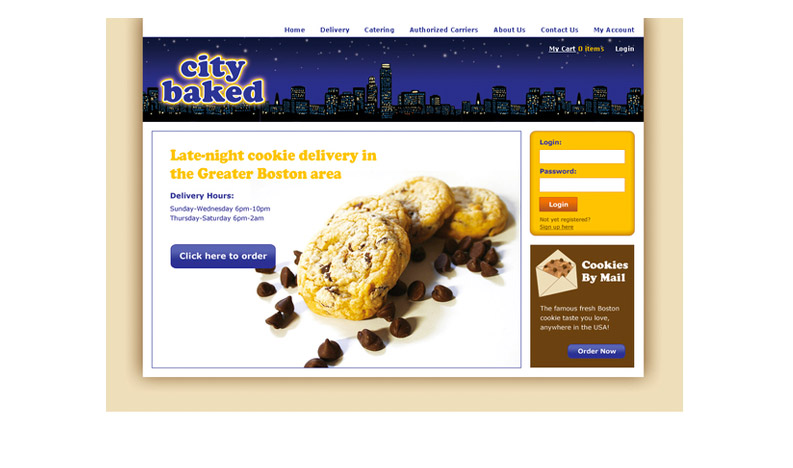 Home Delivery Catering Authorized Carriers About Us Contact Us My Account
My Cart 0 items Login
city
baked
Late-night cookie delivery in
the Greater Boston area
Delivery Hours:
Sunday-Wednesday 6pm-10pm
Thursday-Saturday 6pm-2am
Click here to order
Login:
Password:
Login
Not yet registered?
Sign up here
Cookies
By Mail
The famous fresh Boston
cookie taste you love,
anywhere in the USA!
Order Now